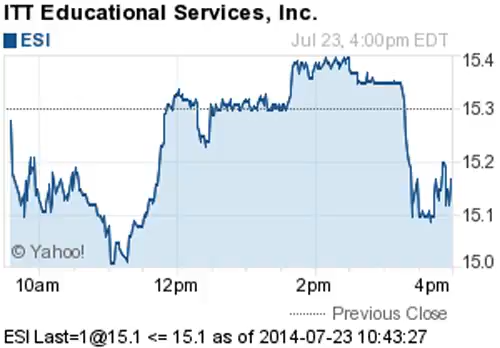 ITT Educational Services, Inc.
ESI Jul 23, 4:00pm EDT
15.4
15.3
15.2
15.1
15.0
© Yahoo!
10am 12pm 2pm 4pm
Previous Close
ESI Last=1@15.1 <= 15.1 as of 2014-07-23 10:43:27